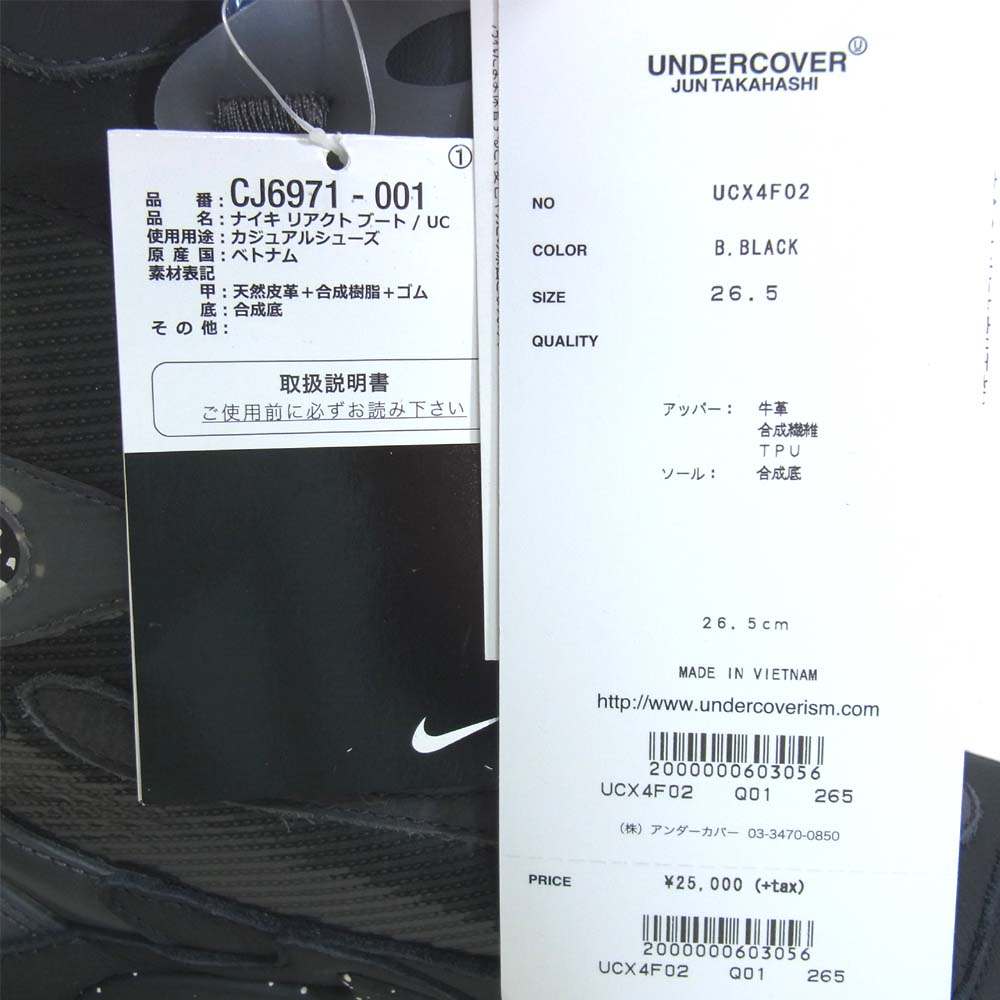 ①
品番：CJ6971 - 001
品名：ナイキ リアクト ブート / UC
使用用途：カジュアルシューズ
原産国：ベトナム
素材表記
甲：天然皮革＋合成樹脂＋ゴム
底：合成底
その他：
取扱説明書
ご使用前に必ずお読み下さい
UNDERCOVER U
JUN TAKAHASHI
NO UCX4F02
COLOR B.BLACK
SIZE 26.5
QUALITY
アッパー： 牛革
合成繊維
TPU
ソール： 合成底
26.5cm
MADE IN VIETNAM
http://www.undercoverism.com
2000000603056
UCX4F02 Q01 265
（株）アンダーカバー 03-3470-0850
PRICE ¥25,000 (+tax)
2000000603056
UCX4F02 Q01 265